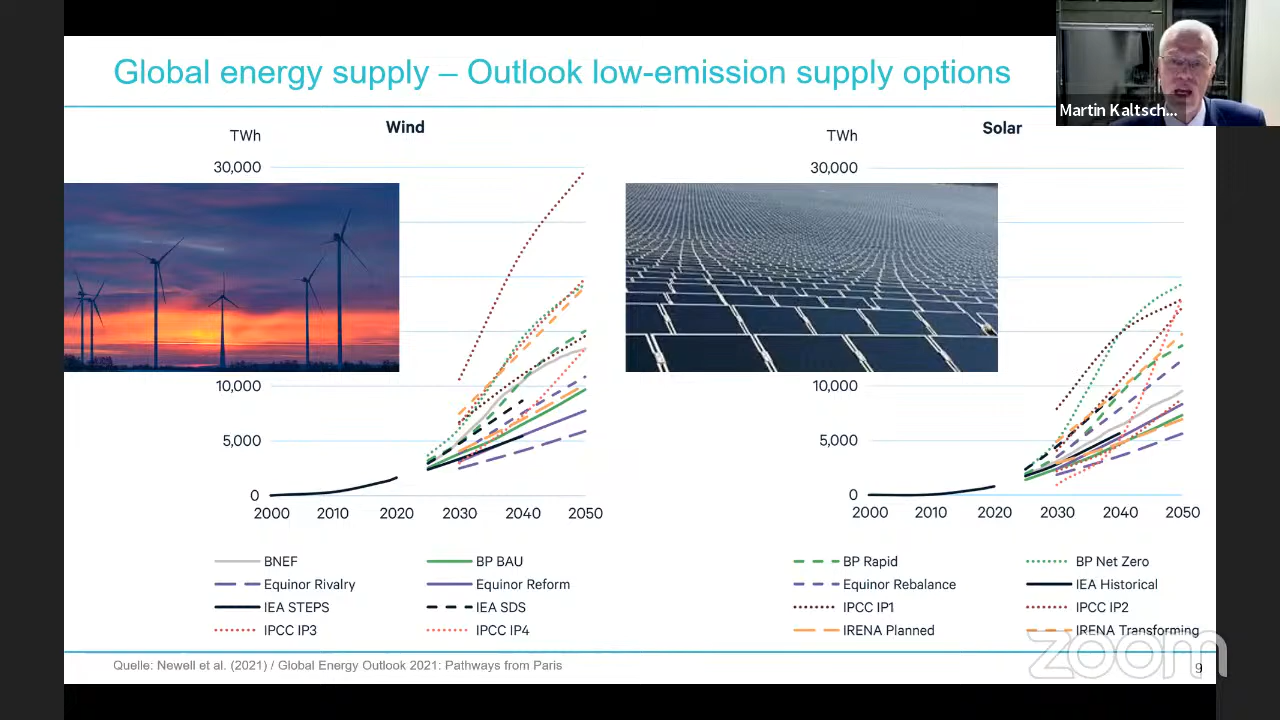 Global energy supply – Outlook low-emission supply options
Martin Kaltsch...
Wind
TWh
30,000
10,000
5,000
0
2000 2010 2020 2030 2040 2050
Solar
TWh
30,000
10,000
5,000
0
2000 2010 2020 2030 2040 2050
BNEF
BP BAU
BP Rapid
BP Net Zero
Equinor Rivalry
Equinor Reform
Equinor Rebalance
IEA Historical
IEA STEPS
IEA SDS
IPCC IP1
IPCC IP2
IPCC IP3
IPCC IP4
IRENA Planned
IRENA Transforming
Quelle: Newell et al. (2021) / Global Energy Outlook 2021: Pathways from Paris
9
zoom